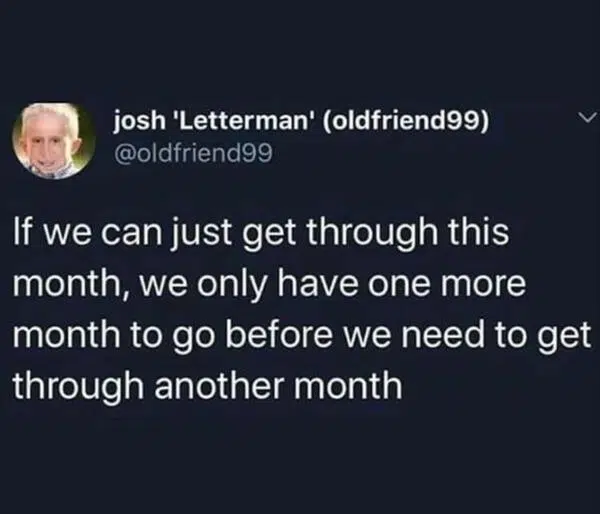 josh 'Letterman' (oldfriend99)
@oldfriend99
If we can just get through this
month, we only have one more
month to go before we need to get
through another month